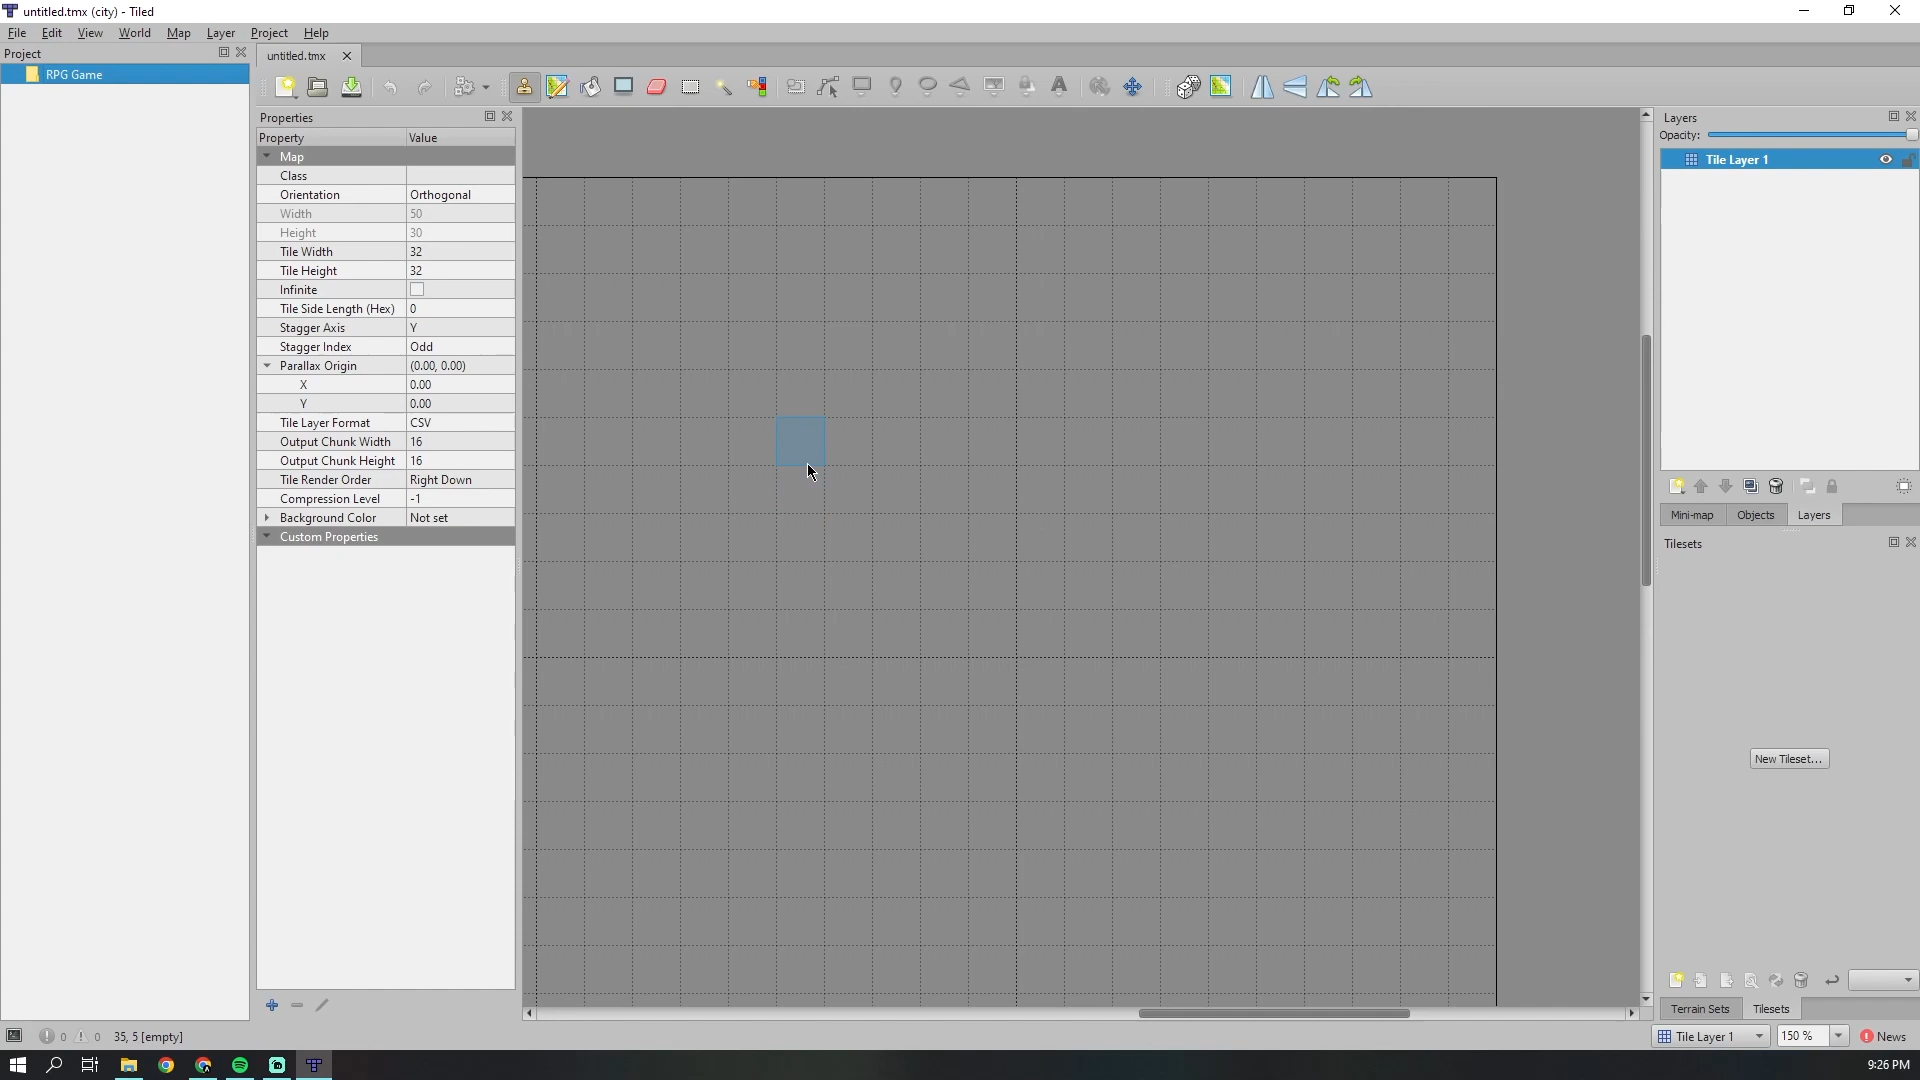 untitled.tmx (city) - Tiled
File Edit View World Map Layer Project Help
Project
RPG Game
untitled.tmx
Properties
Property Value
Map
Class
Orientation Orthogonal
Width 50
Height 30
Tile Width 32
Tile Height 32
Infinite
Tile Side Length (Hex) 0
Stagger Axis Y
Stagger Index Odd
Parallax Origin (0.00, 0.00)
X 0.00
Y 0.00
Tile Layer Format CSV
Output Chunk Width 16
Output Chunk Height 16
Tile Render Order Right Down
Compression Level -1
Background Color Not set
Custom Properties
Layers
Opacity:
Tile Layer 1
Mini-map Objects Layers
Tilesets
New Tileset...
Terrain Sets Tilesets
0 0 35, 5 [empty]
Tile Layer 1 150 % News
9:26 PM